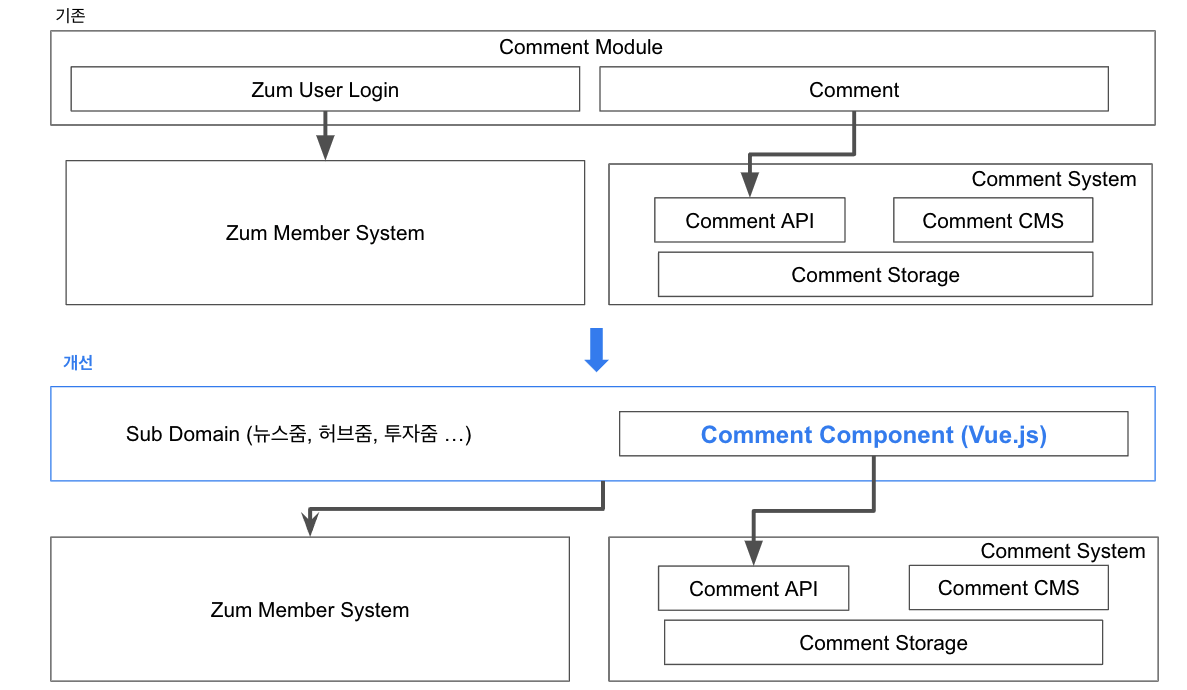 기존
Comment Module
Zum User Login
Comment
Zum Member System
Comment System
Comment API
Comment CMS
Comment Storage
개선
Sub Domain (뉴스줌, 허브줌, 투자줌 …)
Comment Component (Vue.js)
Zum Member System
Comment System
Comment API
Comment CMS
Comment Storage